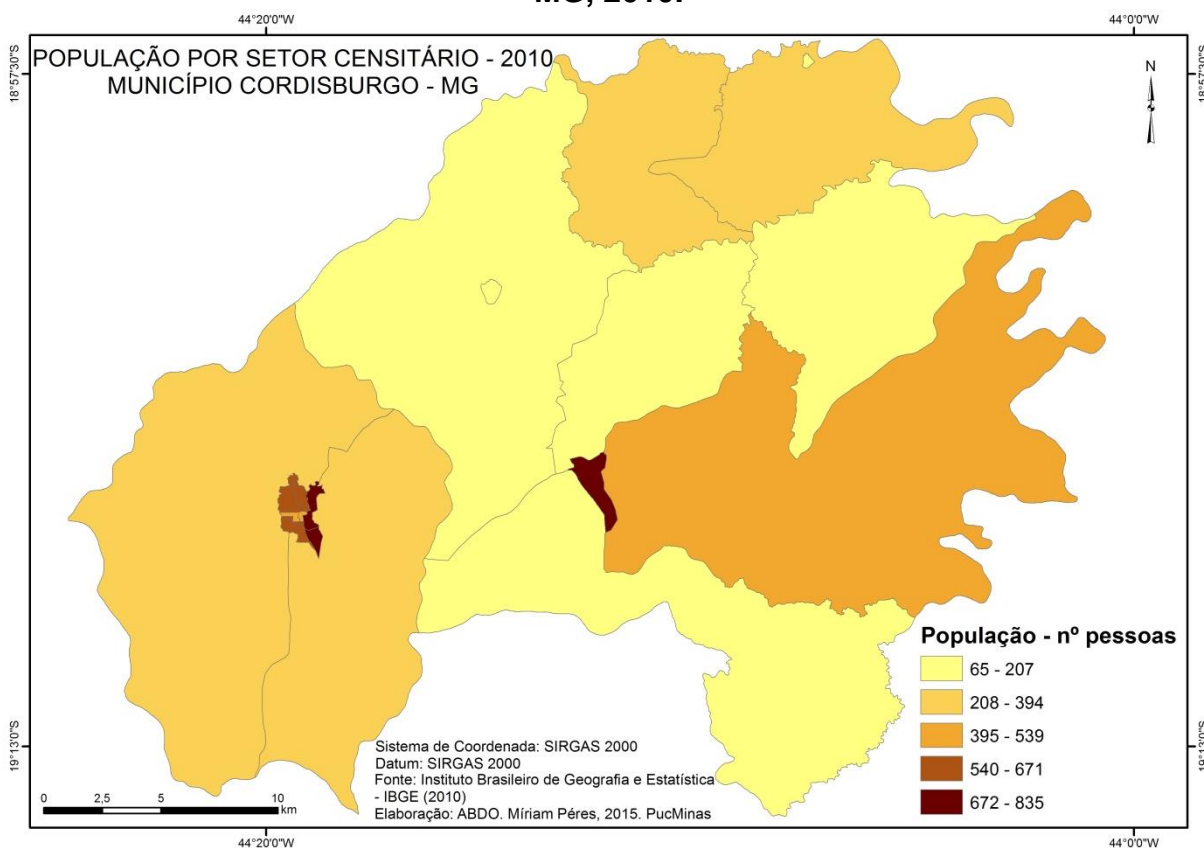 MG, 2010.
44°20'0"W
44°0'0"W
POPULAÇÃO POR SETOR CENSITÁRIO - 2010
MUNICÍPIO CORDISBURGO - MG
18°57'30"S
18°57'30"S
N
População - nº pessoas
65 - 207
208 - 394
395 - 539
540 - 671
672 - 835
19°13'0"S
19°13'0"S
Sistema de Coordenada: SIRGAS 2000
Datum: SIRGAS 2000
Fonte: Instituto Brasileiro de Geografia e Estatística
- IBGE (2010)
Elaboração: ABDO. Míriam Péres, 2015. PucMinas
0 2,5 5 10
km
44°20'0"W
44°0'0"W